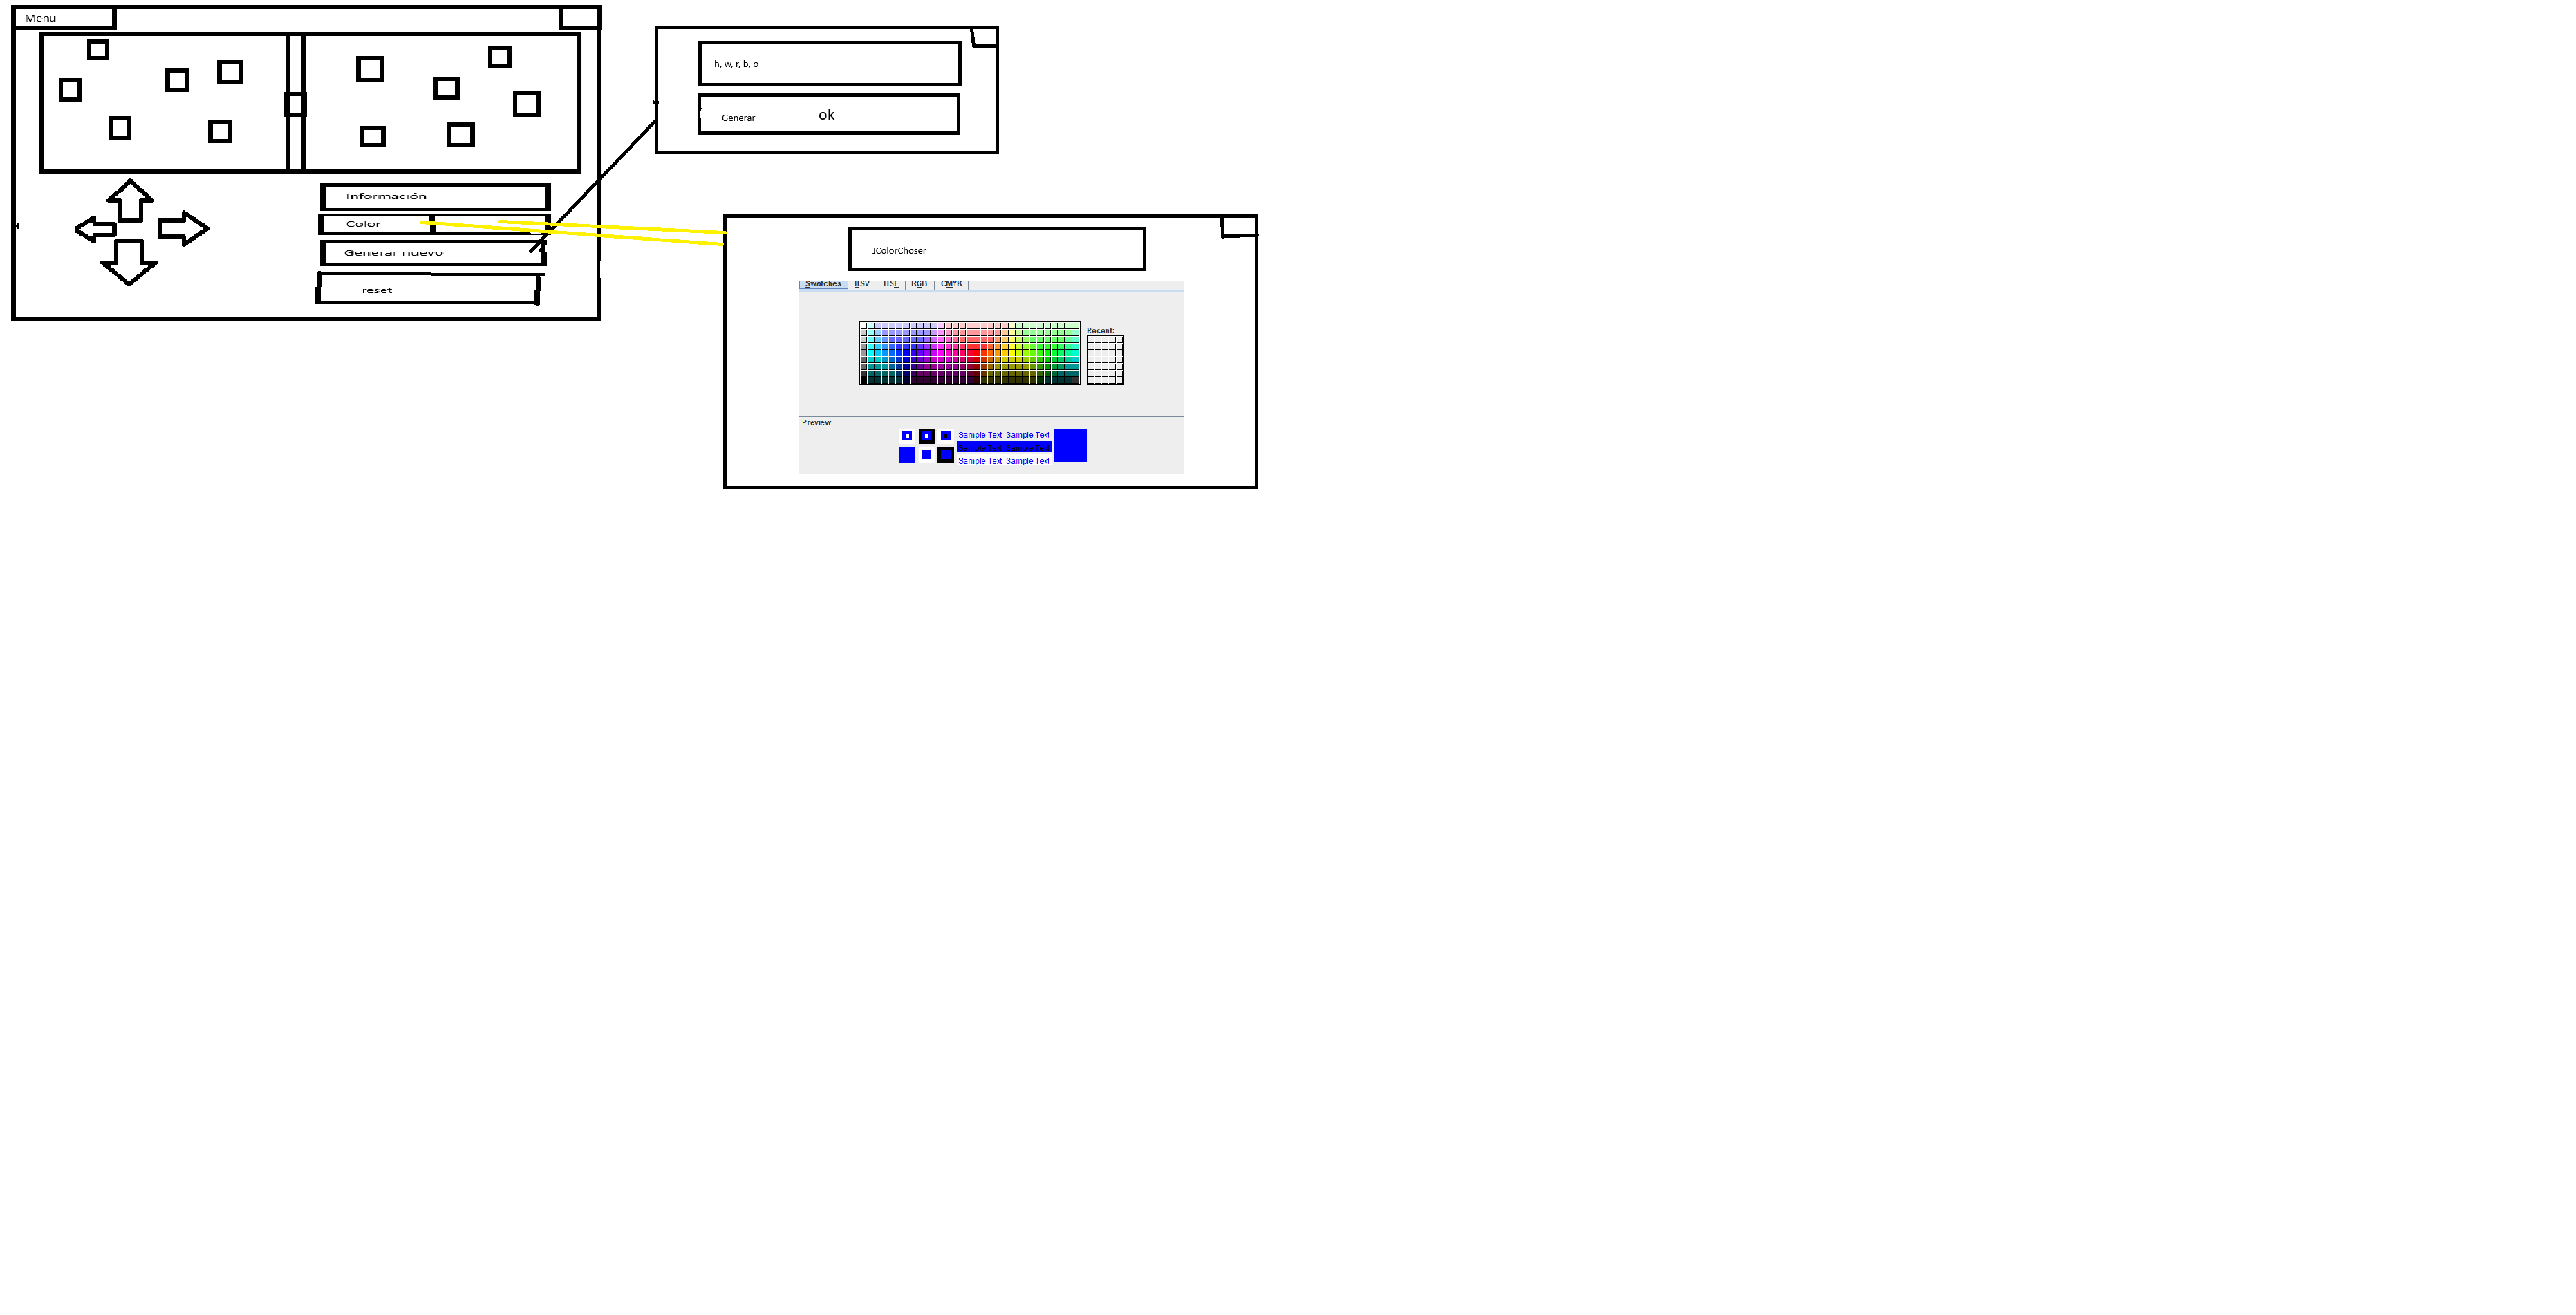 Menu
h, w, r, b, o
Generar ok
Información
Color
Generar nuevo
reset
JColorChoser
Swatches HSV HSL RGB CMYK
Recent:
Preview
Sample Text Sample Text
Sample Text Sample Text
Sample Text Sample Text